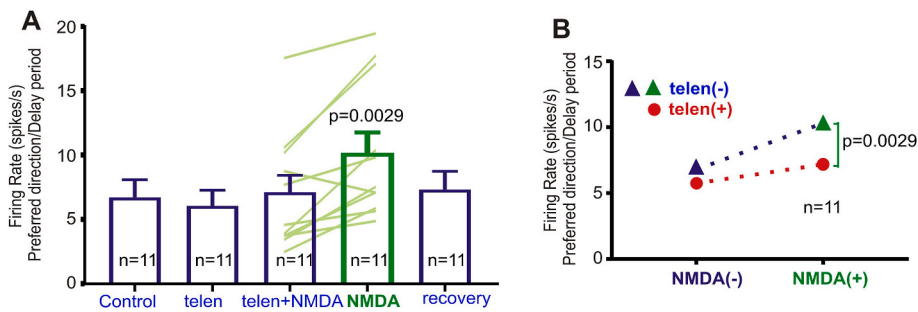 A
Firing Rate (spikes/s)
Preferred direction/Delay period
20
15
10
5
0
p=0.0029
n=11
n=11
n=11
n=11
n=11
Control
telen
telen+NMDA
NMDA
recovery
B
Firing Rate (spikes/s)
Preferred direction/Delay period
15
10
5
0
telen(-)
telen(+)
p=0.0029
n=11
NMDA(-)
NMDA(+)